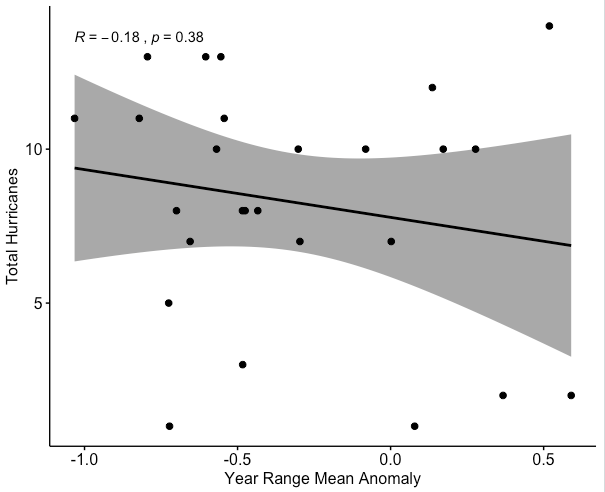 R = −0.18 , p = 0.38
10
5
Total Hurricanes
-1.0 -0.5 0.0 0.5
Year Range Mean Anomaly